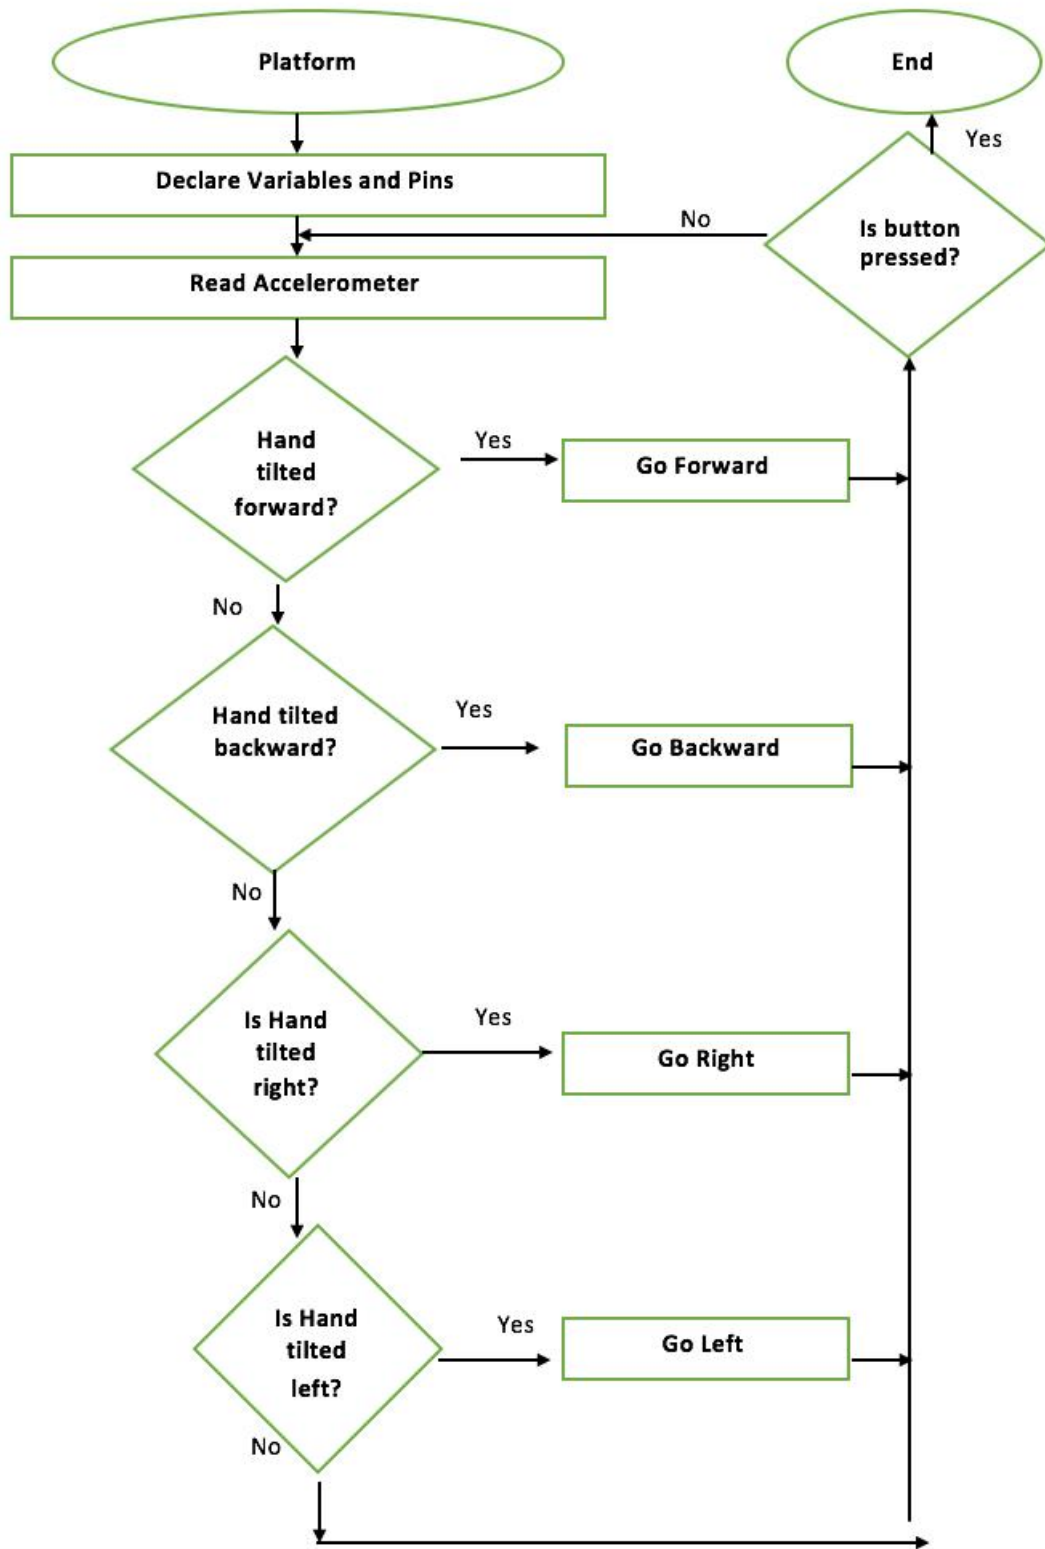 Platform
End
Yes
Declare Variables and Pins
No
Is button
pressed?
Read Accelerometer
Hand
tilted
forward?
Yes
Go Forward
No
Hand tilted
backward?
Yes
Go Backward
No
Is Hand
tilted
right?
Yes
Go Right
No
Is Hand
tilted
left?
Yes
Go Left
No